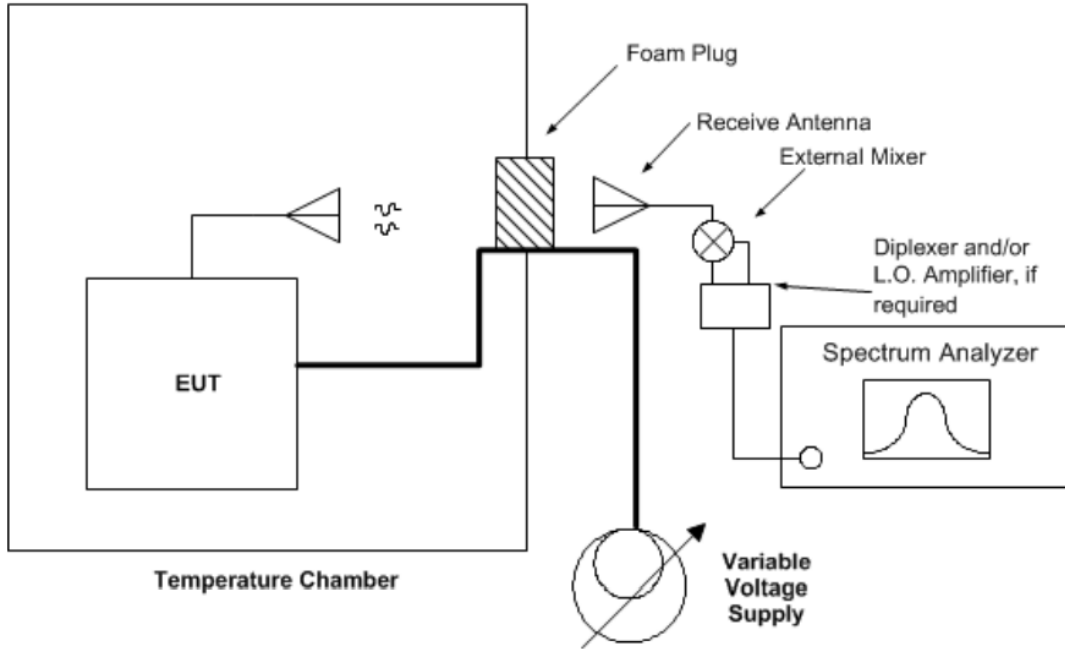 Foam Plug
Receive Antenna
External Mixer
Diplexer and/or
L.O. Amplifier, if
required
Spectrum Analyzer
EUT
Temperature Chamber
Variable
Voltage
Supply